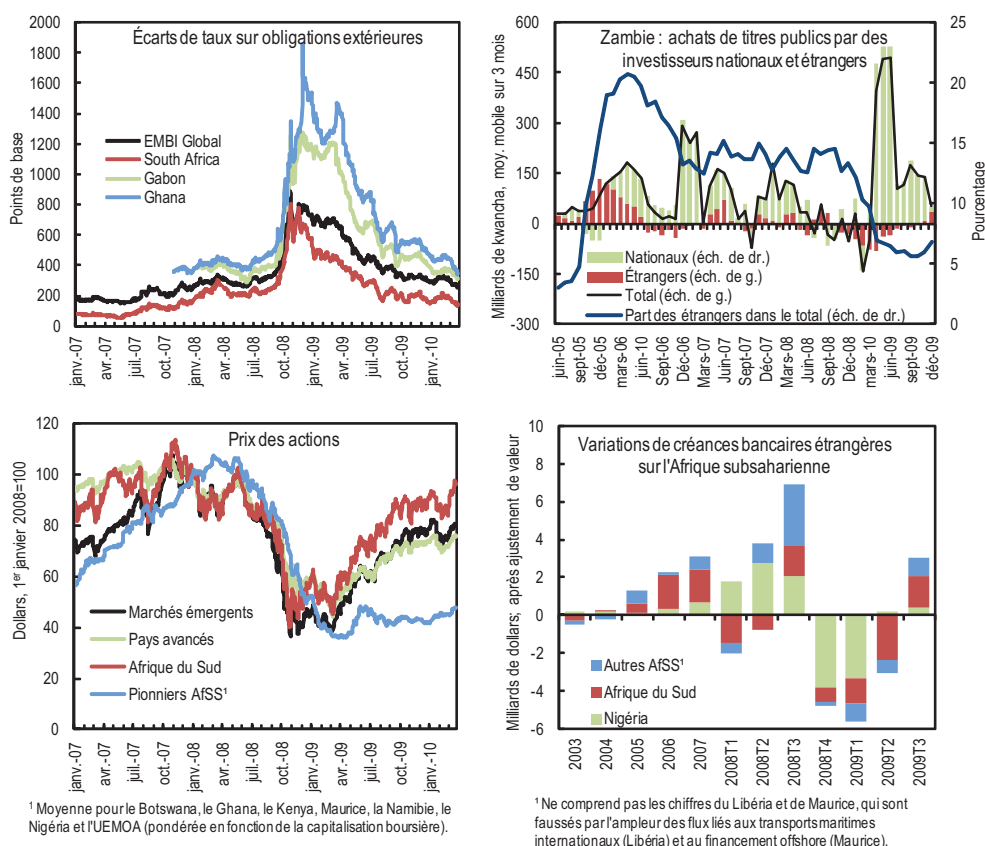 Écarts de taux sur obligations extérieures
Points de base
2000
1800
1600
1400
1200
1000
800
600
400
200
0
EMBI Global
South Africa
Gabon
Ghana
janv.-07
avr.-07
juil.-07
oct.-07
janv.-08
avr.-08
juil.-08
oct.-08
janv.-09
avr.-09
juil.-09
oct.-09
janv.-10
Zambie : achats de titres publics par des
investisseurs nationaux et étrangers
Milliards de kwancha, moy. mobile sur 3 mois
600
450
300
150
0
-150
-300
Pourcentage
25
20
15
10
5
0
Nationaux (éch. de dr.)
Étrangers (éch. de g.)
Total (éch. de g.)
Part des étrangers dans le total (éch. de dr.)
juin-05
sept-05
déc-05
mars-06
juin-10
sept-06
Déc-06
Mars-07
juin-07
Sept-07
déc-07
Mars-08
juin-08
Sept-08
déc-08
mars-10
juin-09
sept-09
déc-09
Prix des actions
Dollars, 1er janvier 2008=100
120
100
80
60
40
20
0
Marchés émergents
Pays avancés
Afrique du Sud
Pionniers AfSS¹
janv.-07
avr.-07
juil.-07
oct.-07
janv.-08
avr.-08
juil.-08
oct.-08
janv.-09
avr.-09
juil.-09
oct.-09
janv.-10
¹ Moyenne pour le Botswana, le Ghana, le Kenya, Maurice, la Namibie, le
Nigéria et l'UEMOA (pondérée en fonction de la capitalisation boursière).
Variations de créances bancaires étrangères
sur l'Afrique subsaharienne
Milliards de dollars, après ajustement de valeur
10
8
6
4
2
0
-2
-4
-6
Autres AfSS¹
Afrique du Sud
Nigéria
2003
2004
2005
2006
2007
2008T1
2008T2
2008T3
2008T4
2009T1
2009T2
2009T3
¹ Ne comprend pas les chiffres du Libéria et de Maurice, qui sont
faussés par l'ampleur des flux liés aux transports maritimes
internationaux (Libéria) et au financement offshore (Maurice).